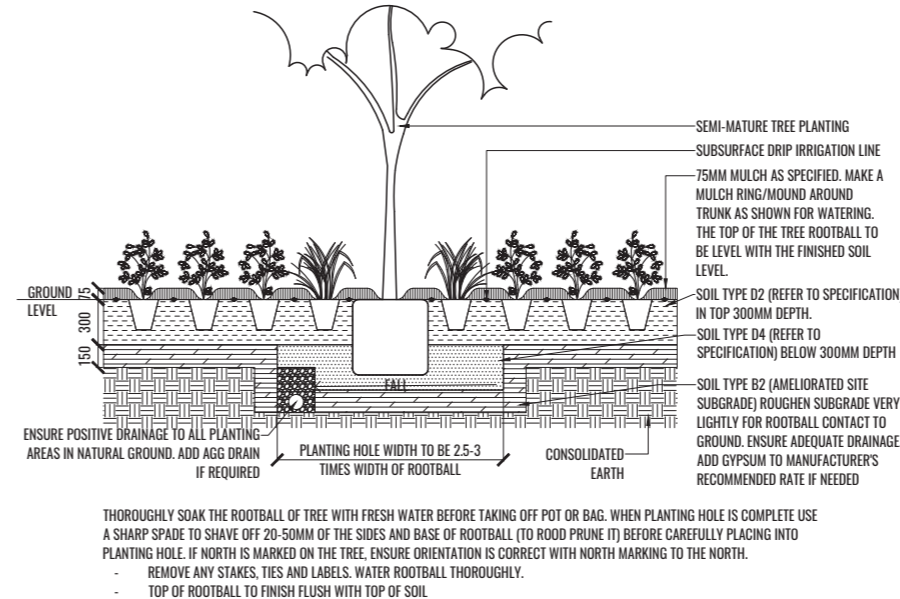 SEMI-MATURE TREE PLANTING
SUBSURFACE DRIP IRRIGATION LINE
75MM MULCH AS SPECIFIED. MAKE A
MULCH RING/MOUND AROUND
TRUNK AS SHOWN FOR WATERING.
THE TOP OF THE TREE ROOTBALL TO
BE LEVEL WITH THE FINISHED SOIL
LEVEL.
GROUND
LEVEL
75
300
150
SOIL TYPE D2 (REFER TO SPECIFICATION
IN TOP 300MM DEPTH.
SOIL TYPE D4 (REFER TO
SPECIFICATION) BELOW 300MM DEPTH
FALL
SOIL TYPE B2 (AMELIORATED SITE
SUBGRADE) ROUGHEN SUBGRADE VERY
LIGHTLY FOR ROOTBALL CONTACT TO
GROUND. ENSURE ADEQUATE DRAINAGE
ADD GYPSUM TO MANUFACTURER'S
RECOMMENDED RATE IF NEEDED
ENSURE POSITIVE DRAINAGE TO ALL PLANTING
AREAS IN NATURAL GROUND. ADD AGG DRAIN
IF REQUIRED
PLANTING HOLE WIDTH TO BE 2.5-3
TIMES WIDTH OF ROOTBALL
CONSOLIDATED
EARTH
THOROUGHLY SOAK THE ROOTBALL OF TREE WITH FRESH WATER BEFORE TAKING OFF POT OR BAG. WHEN PLANTING HOLE IS COMPLETE USE
A SHARP SPADE TO SHAVE OFF 20-50MM OF THE SIDES AND BASE OF ROOTBALL (TO ROOD PRUNE IT) BEFORE CAREFULLY PLACING INTO
PLANTING HOLE. IF NORTH IS MARKED ON THE TREE, ENSURE ORIENTATION IS CORRECT WITH NORTH MARKING TO THE NORTH.
- REMOVE ANY STAKES, TIES AND LABELS. WATER ROOTBALL THOROUGHLY.
- TOP OF ROOTBALL TO FINISH FLUSH WITH TOP OF SOIL